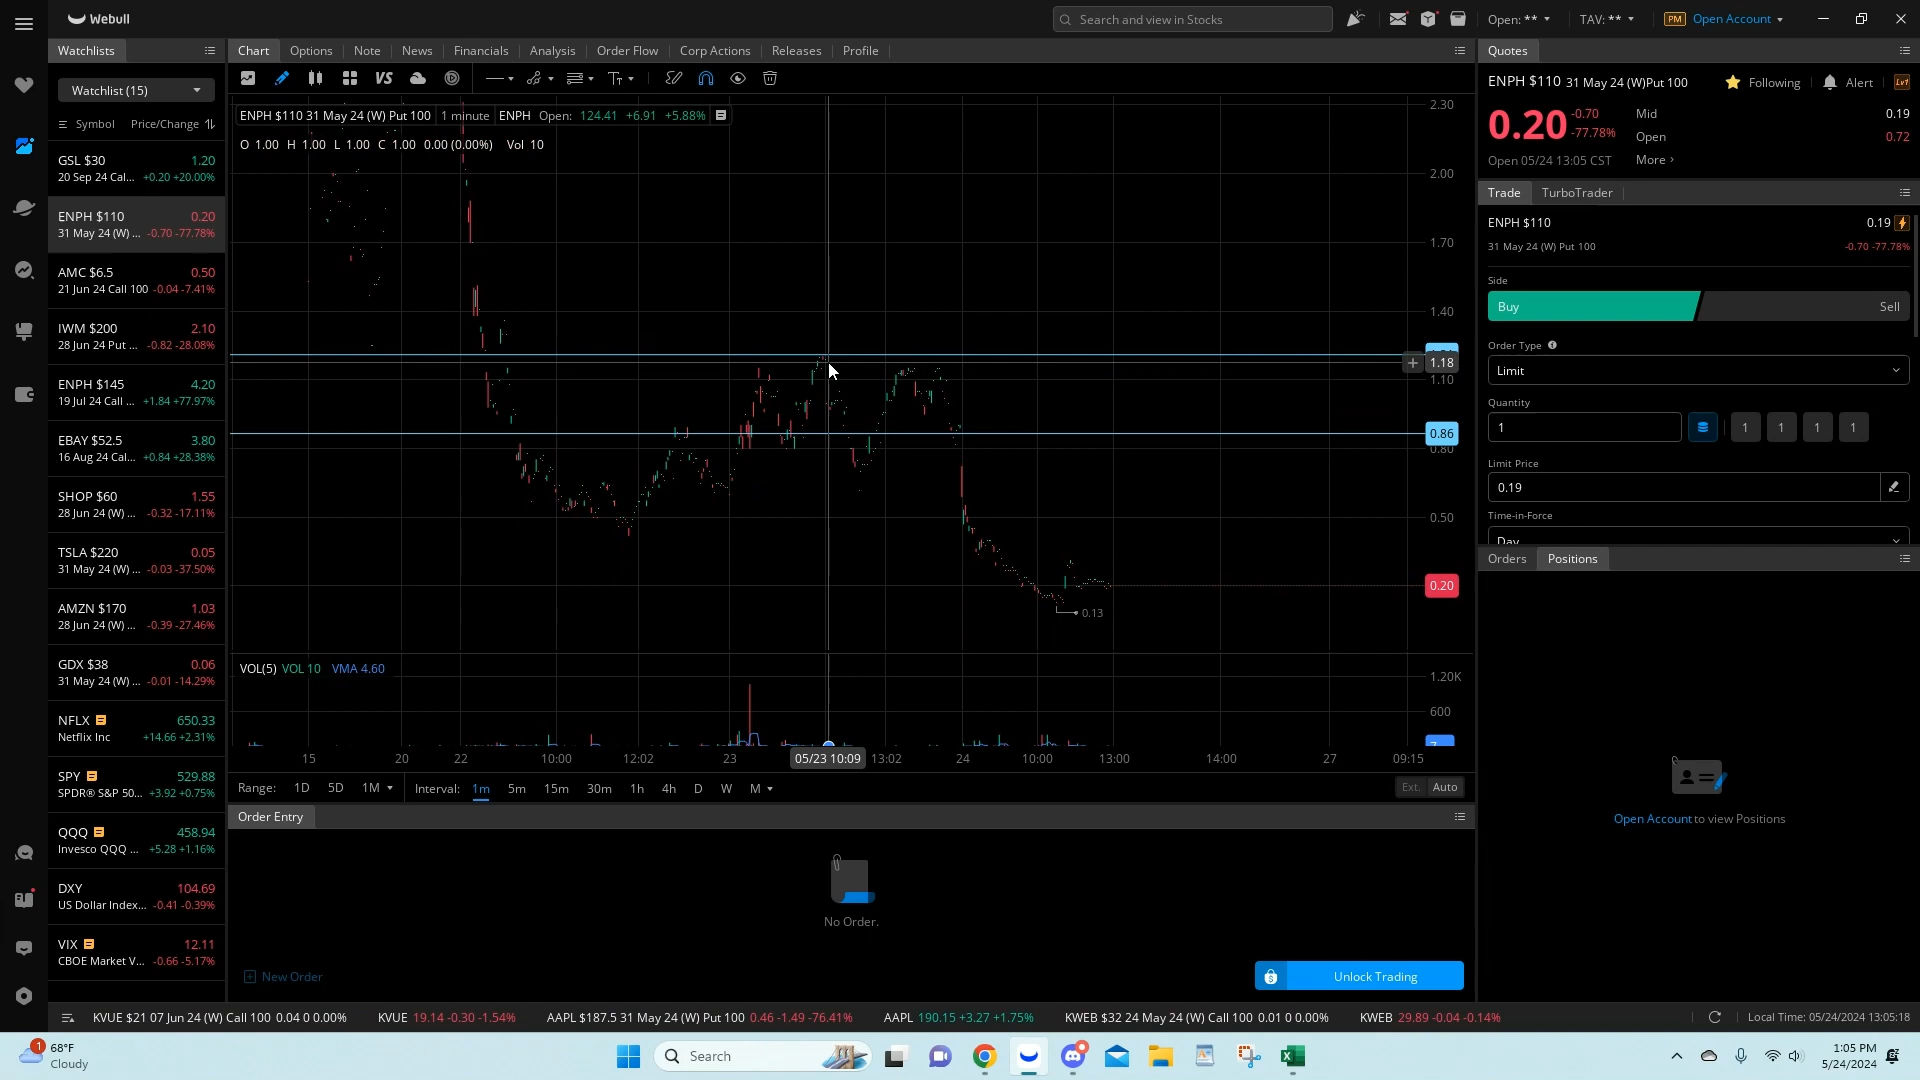 Webull
Search and view in Stocks
Open: **
TAV: **
PM Open Account
Watchlists
Chart Options Note News Financials Analysis Order Flow Corp Actions Releases Profile
Quotes
Watchlist (15)
VS
ENPH $110 31 May 24 (W)Put 100
Following Alert Lv1
Symbol Price/Change
ENPH $110 31 May 24 (W) Put 100 1 minute ENPH Open: 124.41 +6.91 +5.88%
O 1.00 H 1.00 L 1.00 C 1.00 0.00 (0.00%) Vol 10
0.20 -0.70
-77.78%
Mid 0.19
Open 0.72
Open 05/24 13:05 CST
More
GSL $30 1.20
20 Sep 24 Cal... +0.20 +20.00%
ENPH $110 0.20
31 May 24 (W) ... -0.70 -77.78%
AMC $6.5 0.50
21 Jun 24 Call 100 -0.04 -7.41%
IWM $200 2.10
28 Jun 24 Put ... -0.82 -28.08%
ENPH $145 4.20
19 Jul 24 Call ... +1.84 +77.97%
EBAY $52.5 3.80
16 Aug 24 Cal... +0.84 +28.38%
SHOP $60 1.55
28 Jun 24 (W) ... -0.32 -17.11%
TSLA $220 0.05
31 May 24 (W) ... -0.03 -37.50%
AMZN $170 1.03
28 Jun 24 (W) ... -0.39 -27.46%
GDX $38 0.06
31 May 24 (W) ... -0.01 -14.29%
NFLX 650.33
Netflix Inc +14.66 +2.31%
SPY 529.88
SPDR® S&P 50... +3.92 +0.75%
QQQ 458.94
Invesco QQQ ... +5.28 +1.16%
DXY 104.69
US Dollar Index... -0.41 -0.39%
VIX 12.11
CBOE Market V... -0.66 -5.17%
2.30
2.00
1.70
1.40
1.18
1.10
0.86
0.80
0.50
0.20
0.13
VOL(5) VOL 10 VMA 4.60
1.20K
600
15 20 22 10:00 12:02 23 05/23 10:09 13:02 24 10:00 13:00 14:00 27 09:15
Range: 1D 5D 1M Interval: 1m 5m 15m 30m 1h 4h D W M
Ext. Auto
Order Entry
No Order.
New Order
Unlock Trading
Trade TurboTrader
ENPH $110 0.19
31 May 24 (W) Put 100 -0.70 -77.78%
Side
Buy Sell
Order Type
Limit
Quantity
1 1 1 1 1
Limit Price
0.19
Time-in-Force
Day
Orders Positions
Open Account to view Positions
KVUE $21 07 Jun 24 (W) Call 100 0.04 0 0.00% KVUE 19.14 -0.30 -1.54% AAPL $187.5 31 May 24 (W) Put 100 0.46 -1.49 -76.41% AAPL 190.15 +3.27 +1.75% KWEB $32 24 May 24 (W) Call 100 0.01 0 0.00% KWEB 29.89 -0.04 -0.14%
Local Time: 05/24/2024 13:05:18
1
68°F
Cloudy
Search
1:05 PM
5/24/2024